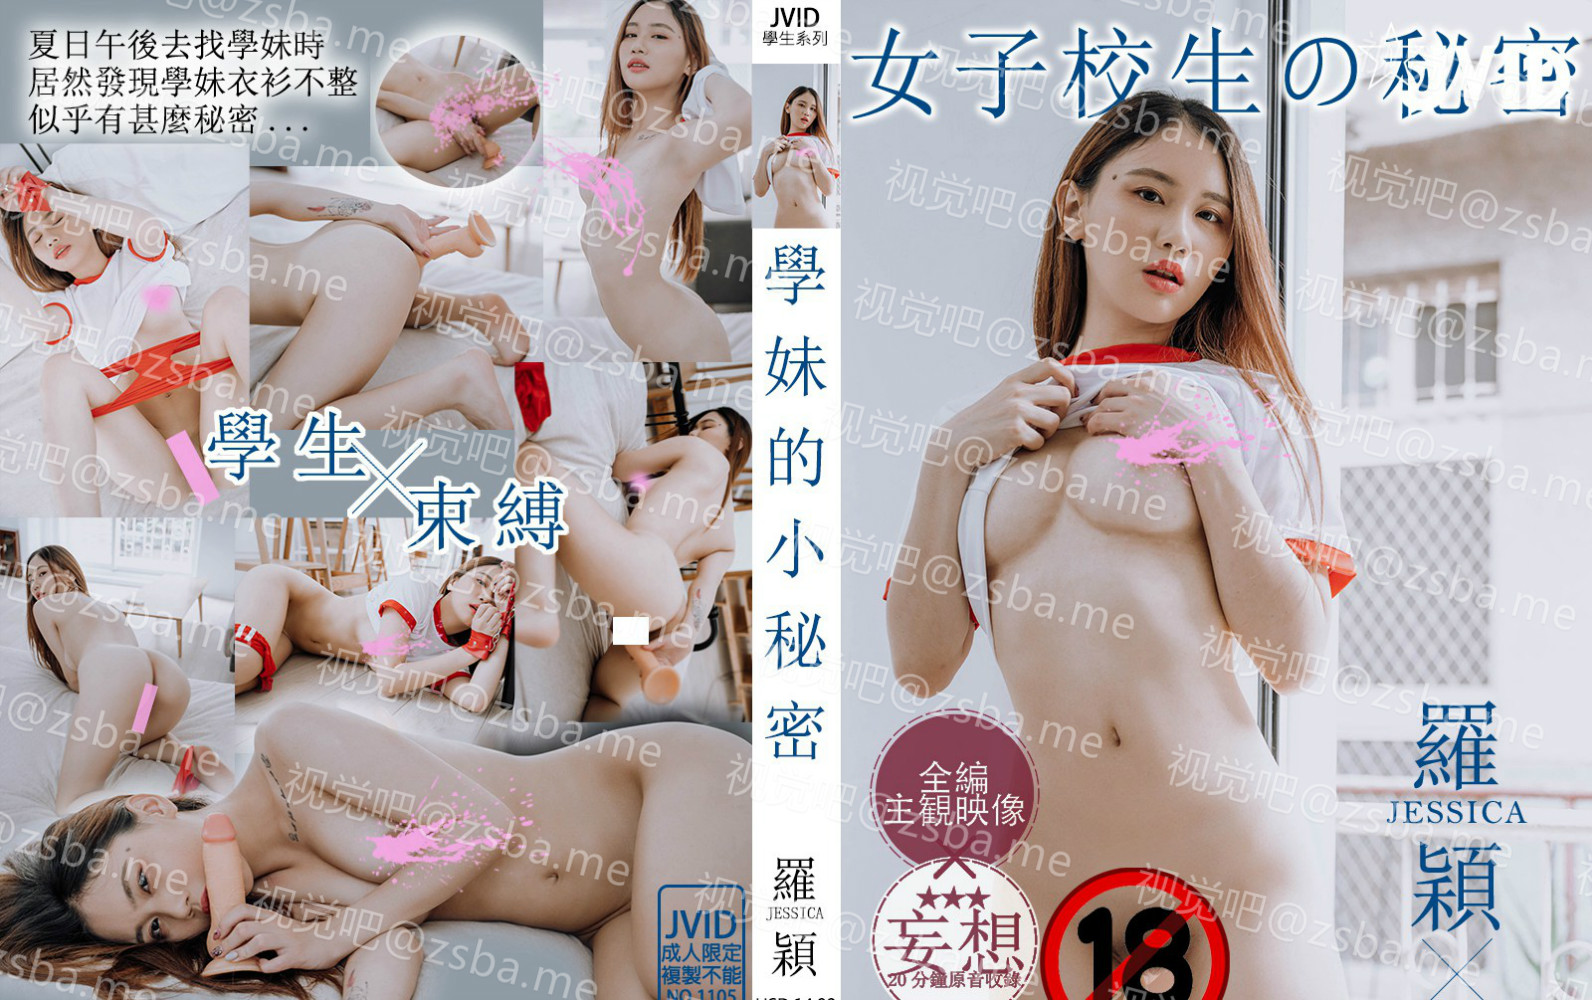 夏日午後去找學妹時
居然發現學妹衣衫不整
似乎有甚麼秘密...
學生
×
束縛
JVID
成人限定
複製不能
NO.1105
JVID
學生系列
學妹的小秘密
羅
JESSICA
穎
女子校生の秘密
JVID
羅
JESSICA
穎
×
全編
主観映像
×
★★★
妄想
20分鐘原音收錄
18
视觉吧@zsba.me